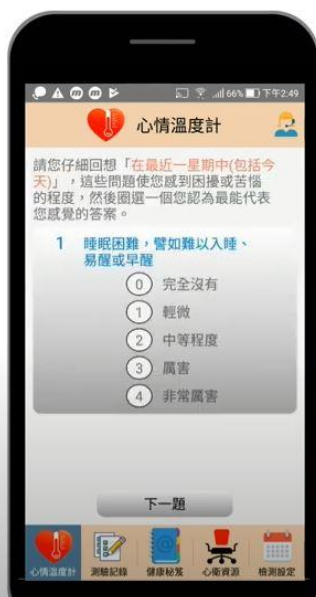 66% 下午2:49
心情溫度計
請您仔細回想「在最近一星期中(包括今
天)」，這些問題使您感到困擾或苦惱
的程度，然後圈選一個您認為最能代表
您感覺的答案。
1 睡眠困難，譬如難以入睡、
易醒或早醒
0 完全沒有
1 輕微
2 中等程度
3 厲害
4 非常厲害
下一題
心情溫度計 測驗記錄 健康秘笈 心衛資源 檢測設定